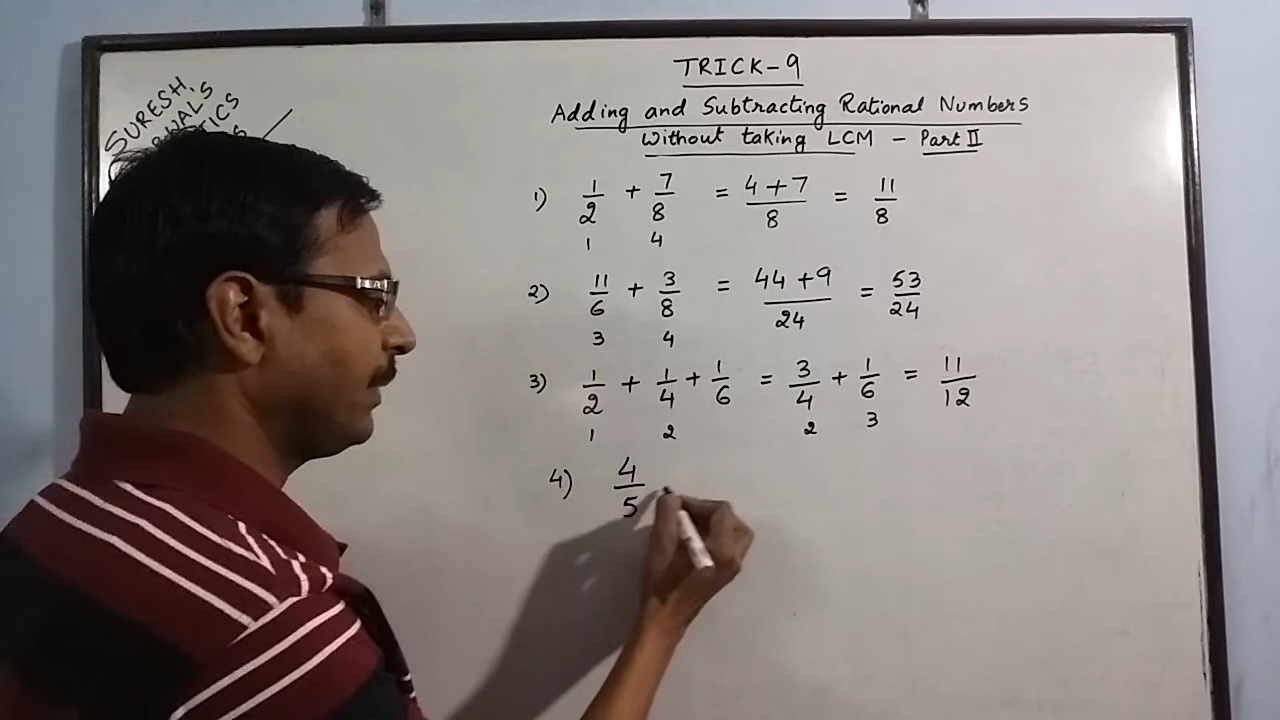 SURESH
TRICK-9
Adding and Subtracting Rational Numbers
Without taking LCM - Part II
1) 1/2 + 7/8 = 4+7/8 = 11/8
1 4
2) 11/6 + 3/8 = 44+9/24 = 53/24
3 4
3) 1/2 + 1/4 + 1/6 = 3/4 + 1/6 = 11/12
1 2 2 3
4) 4/5